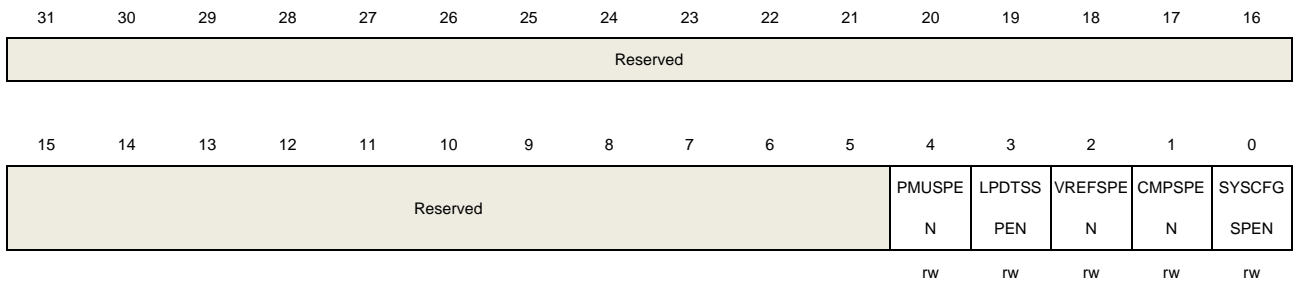 31 30 29 28 27 26 25 24 23 22 21 20 19 18 17 16
Reserved
15 14 13 12 11 10 9 8 7 6 5 4 3 2 1 0
Reserved
PMUSPE LPDTSS VREFSPE CMPSPE SYSCFG
N PEN N N SPEN
rw rw rw rw rw